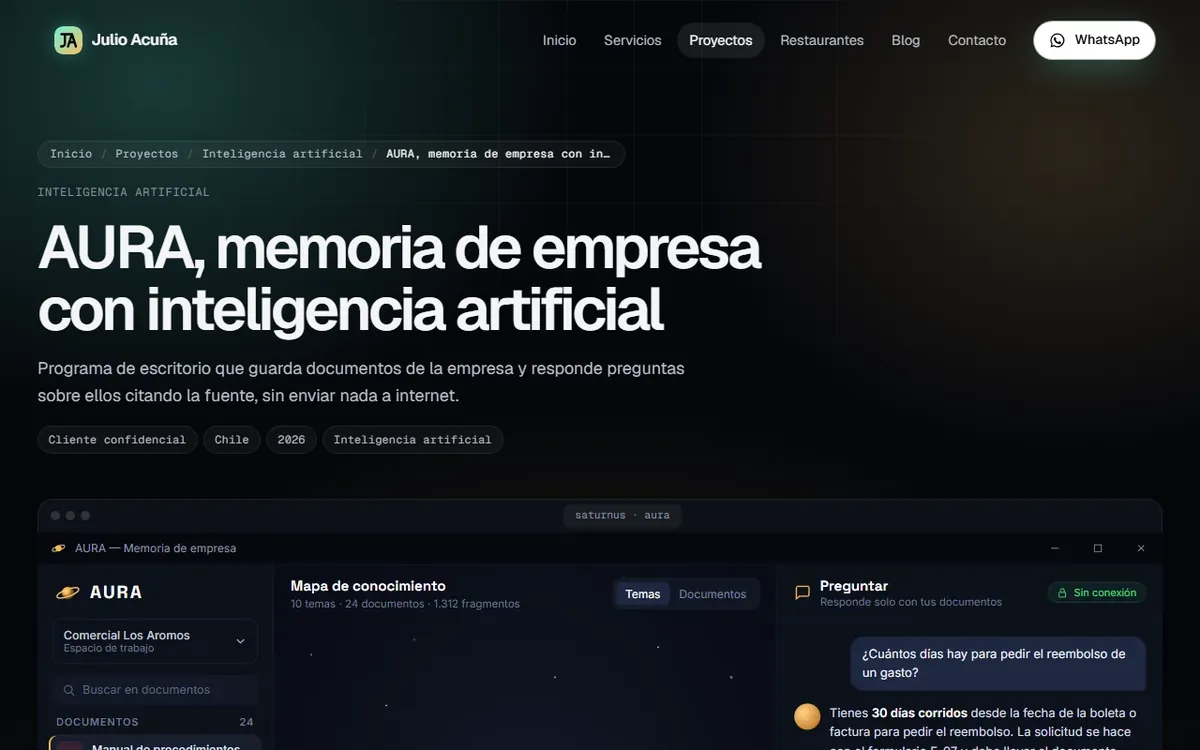 JA Julio Acuña
Inicio Servicios Proyectos Restaurantes Blog Contacto WhatsApp
Inicio / Proyectos / Inteligencia artificial / AURA, memoria de empresa con in…
INTELIGENCIA ARTIFICIAL
AURA, memoria de empresa
con inteligencia artificial
Programa de escritorio que guarda documentos de la empresa y responde preguntas
sobre ellos citando la fuente, sin enviar nada a internet.
Cliente confidencial Chile 2026 Inteligencia artificial
saturnus · aura
AURA — Memoria de empresa
AURA
Comercial Los Aromos
Espacio de trabajo
Buscar en documentos
DOCUMENTOS 24
Manual de procedimientos
Mapa de conocimiento
10 temas · 24 documentos · 1.312 fragmentos
Temas Documentos
Preguntar
Responde solo con tus documentos
Sin conexión
¿Cuántos días hay para pedir el reembolso de
un gasto?
Tienes 30 días corridos desde la fecha de la boleta o
factura para pedir el reembolso. La solicitud se hace